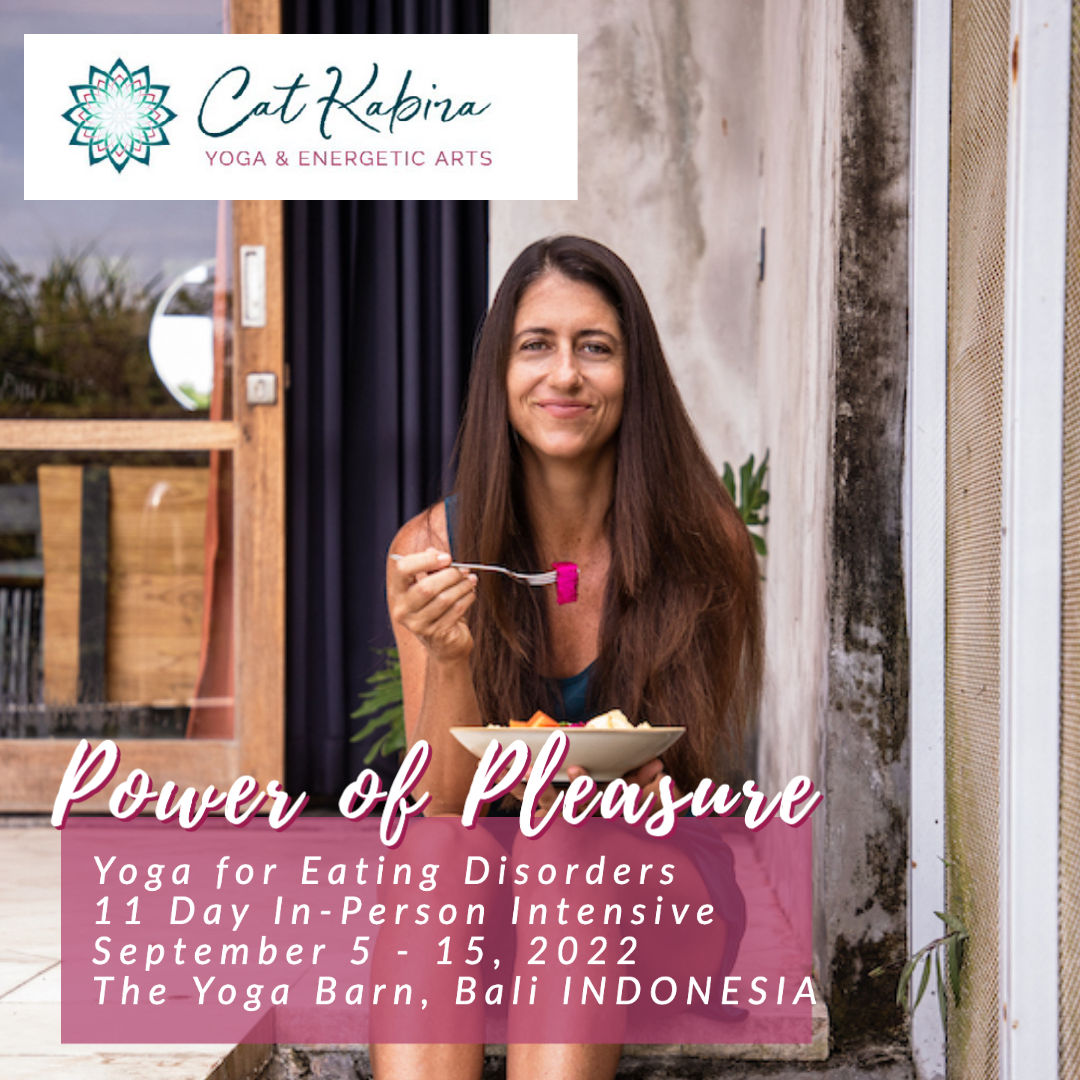 Cat Kabira
YOGA & ENERGETIC ARTS
Power of Pleasure
Yoga for Eating Disorders
11 Day In-Person Intensive
September 5 - 15, 2022
The Yoga Barn, Bali INDONESIA